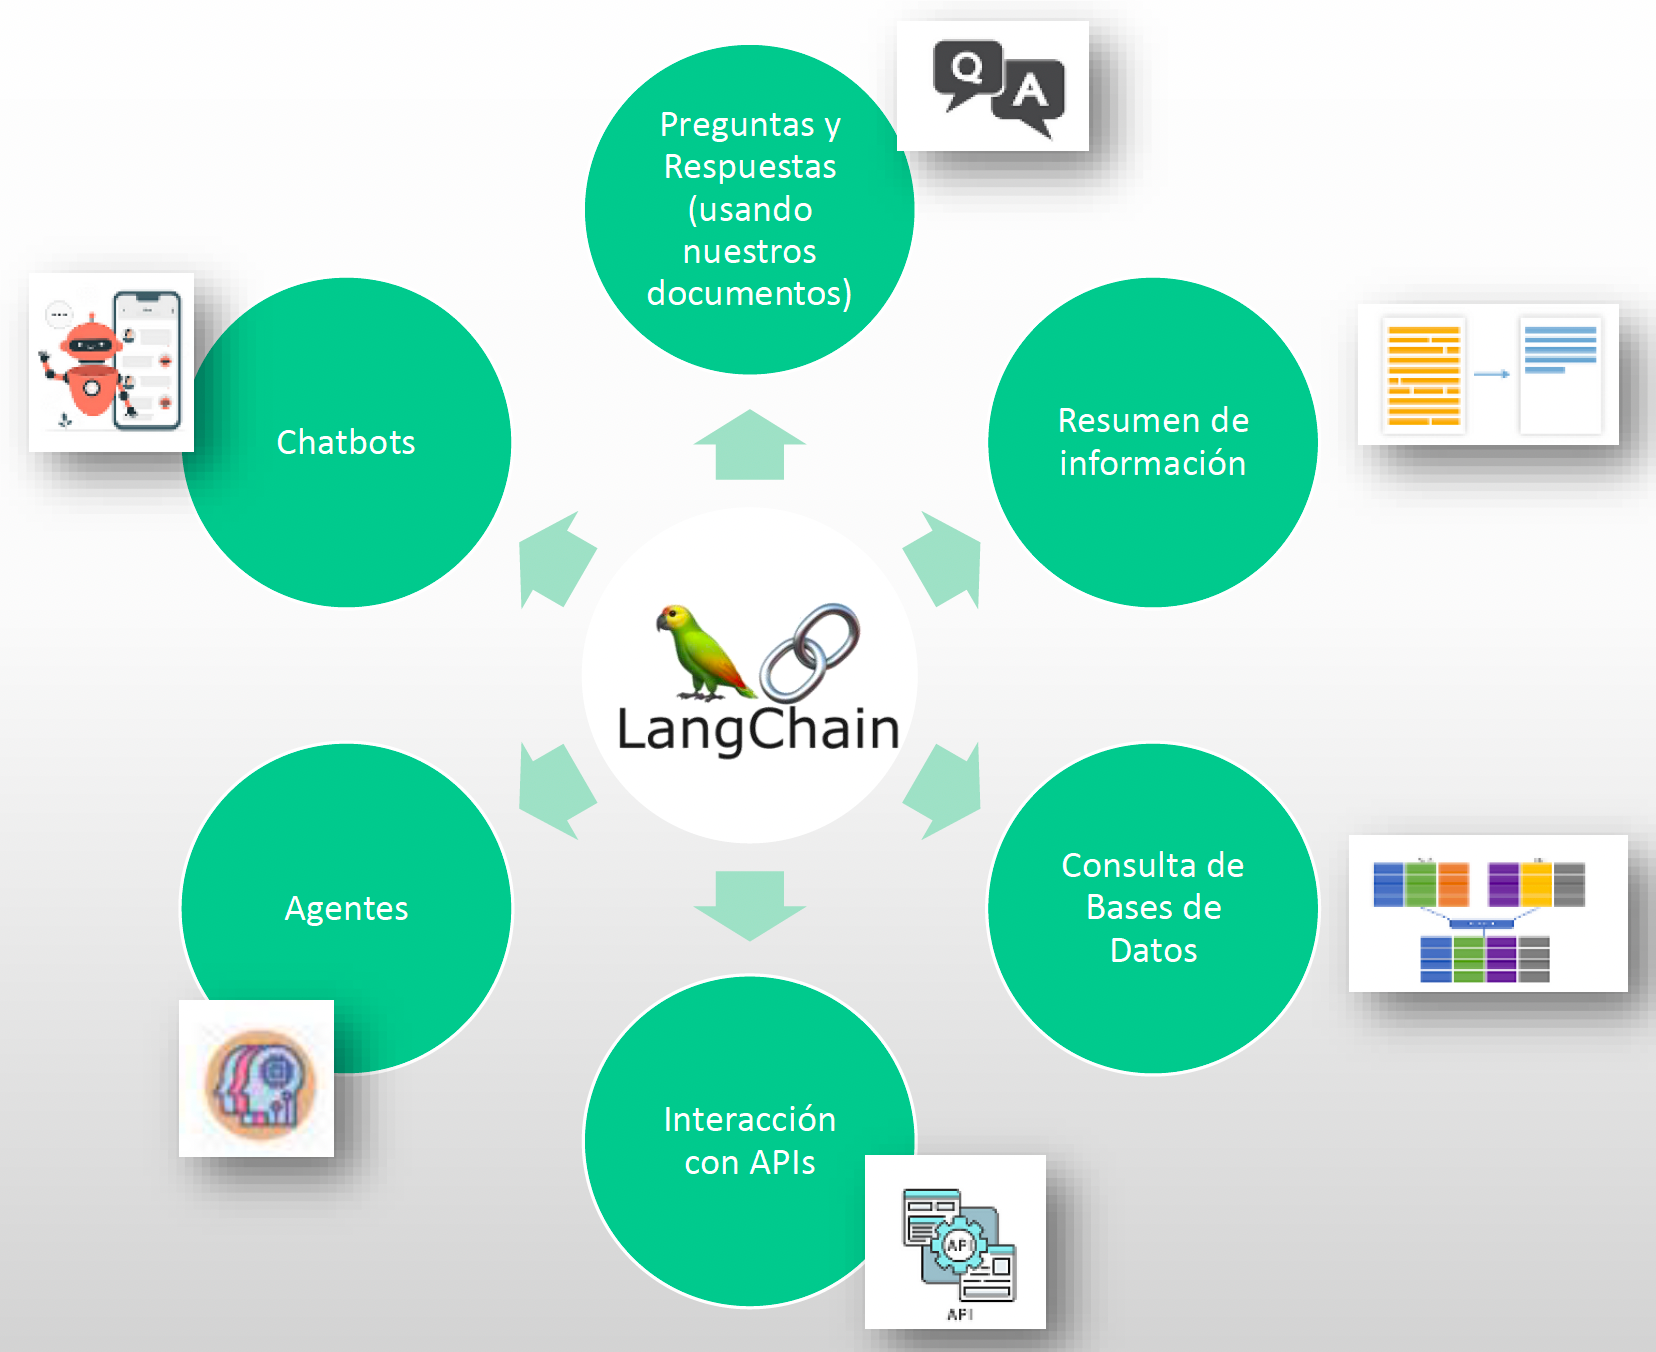 Preguntas y
Respuestas
(usando
nuestros
documentos)
Q
A
Resumen de
información
Consulta de
Bases de
Datos
Interacción
con APIs
API
API
Agentes
Chatbots
LangChain